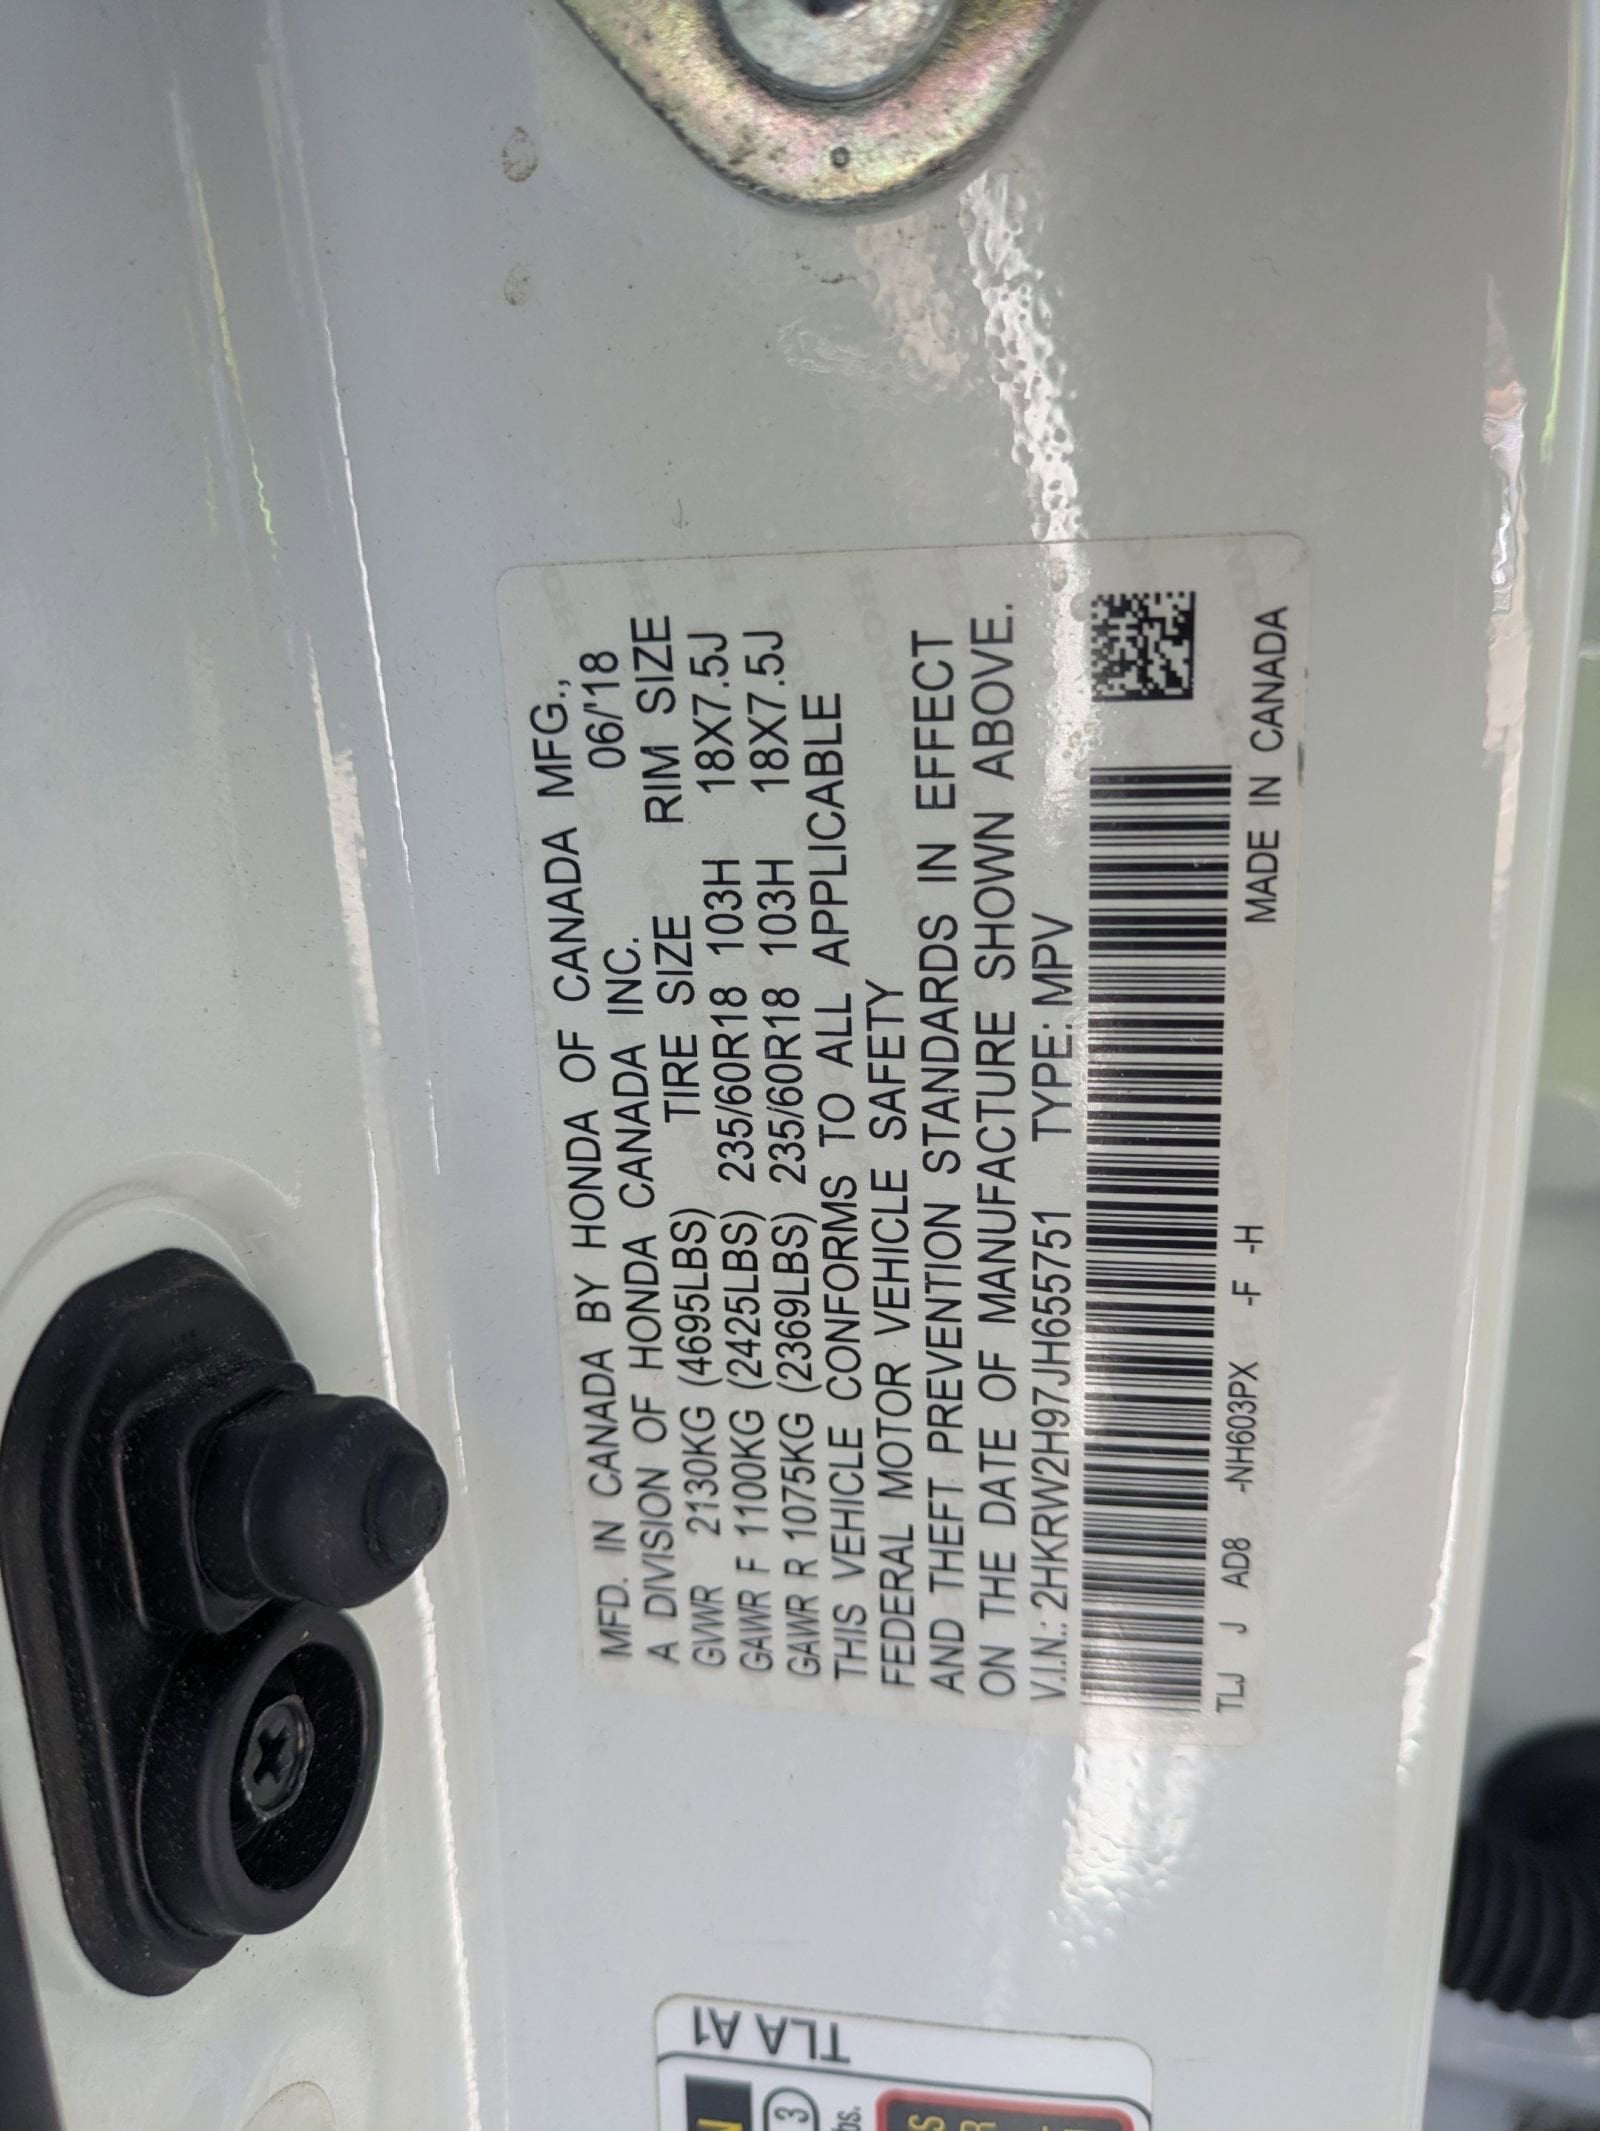 MFD. IN CANADA BY HONDA OF CANADA MFG.,
A DIVISION OF HONDA CANADA INC. 06/'18
TIRE SIZE RIM SIZE
GVWR 2130KG (4695LBS)
GAWR F 1100KG (2425LBS) 235/60R18 103H 18X7.5J
GAWR R 1075KG (2369LBS) 235/60R18 103H 18X7.5J
THIS VEHICLE CONFORMS TO ALL APPLICABLE
FEDERAL MOTOR VEHICLE SAFETY
AND THEFT PREVENTION STANDARDS IN EFFECT
ON THE DATE OF MANUFACTURE SHOWN ABOVE.
V.I.N.: 2HKRW2H97JH655751 TYPE: MPV
TLJ J AD8 -NH603PX -F -H MADE IN CANADA
TLA A1
3